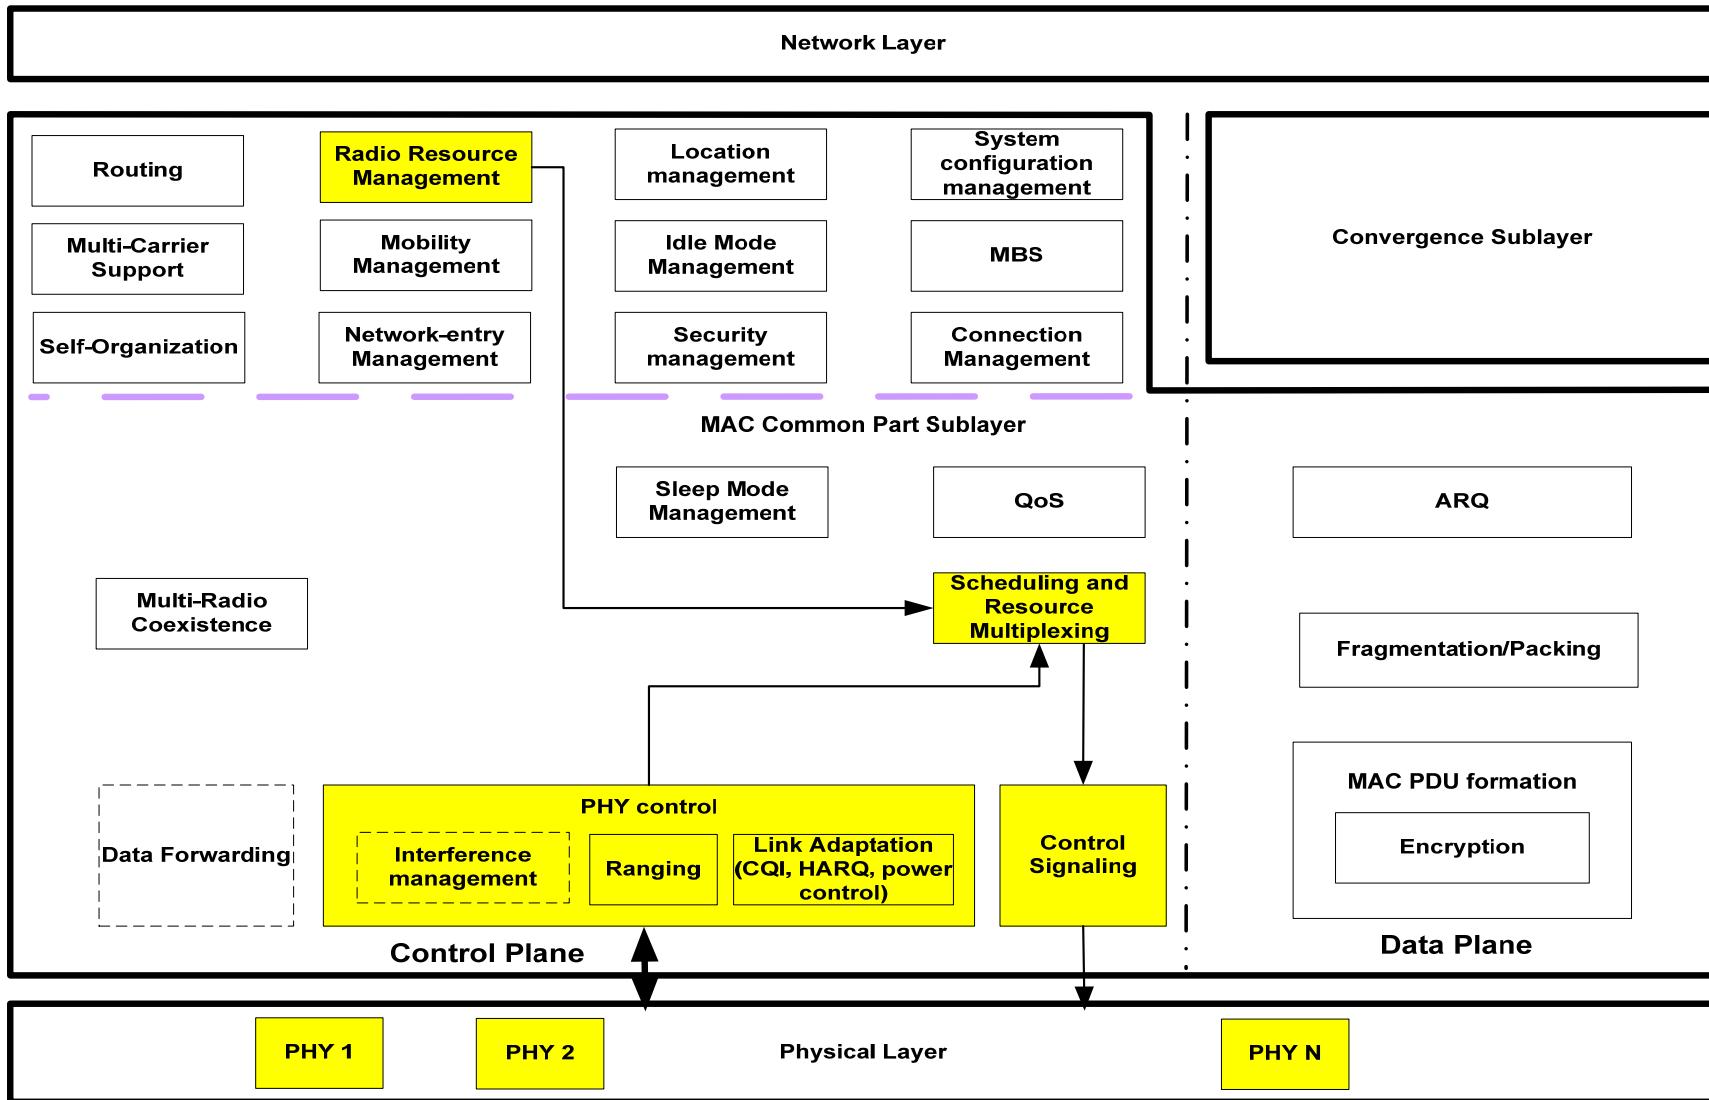 Network Layer
Routing
Radio Resource
Management
Location
management
System
configuration
management
Multi-Carrier
Support
Mobility
Management
Idle Mode
Management
MBS
Convergence Sublayer
Self-Organization
Network-entry
Management
Security
management
Connection
Management
MAC Common Part Sublayer
Sleep Mode
Management
QoS
ARQ
Multi-Radio
Coexistence
Scheduling and
Resource
Multiplexing
Fragmentation/Packing
Data Forwarding
PHY control
Interference
management
Ranging
Link Adaptation
(CQI, HARQ, power
control)
Control
Signaling
MAC PDU formation
Encryption
Control Plane
Data Plane
PHY 1
PHY 2
Physical Layer
PHY N